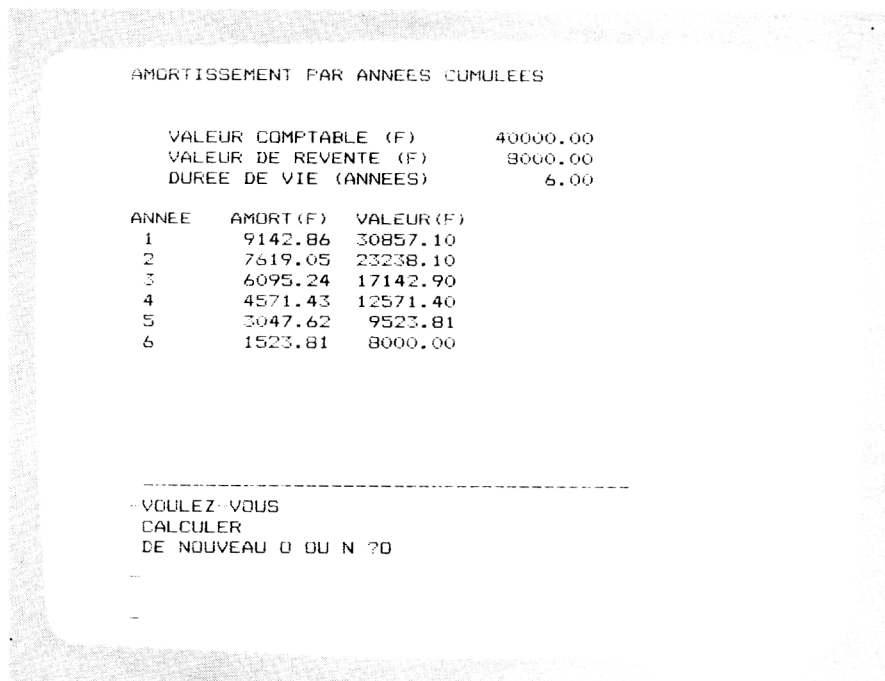 AMORTISSEMENT PAR ANNEES CUMULEES
VALEUR COMPTABLE (F) 40000.00
VALEUR DE REVENTE (F) 8000.00
DUREE DE VIE (ANNEES) 6.00
ANNEE AMORT(F) VALEUR(F)
1 9142.86 30857.10
2 7619.05 23238.10
3 6095.24 17142.90
4 4571.43 12571.40
5 3047.62 9523.81
6 1523.81 8000.00
VOULEZ-VOUS
CALCULER
DE NOUVEAU O OU N ?O